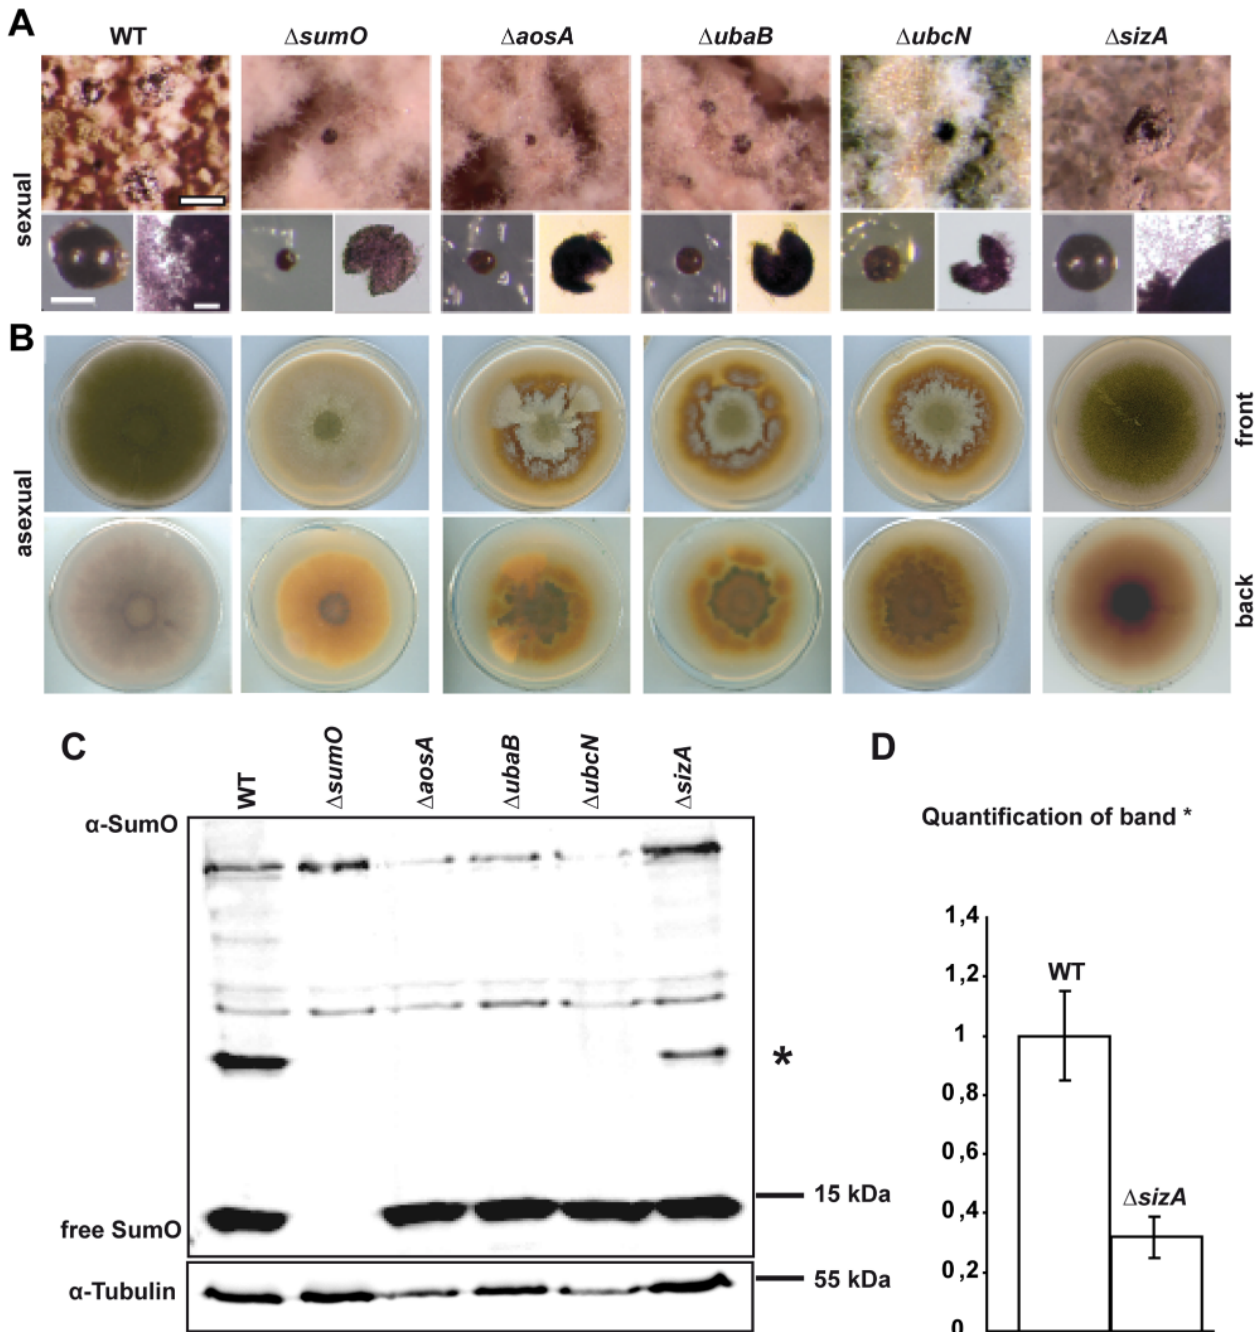 A
WT
ΔsumO
ΔaosA
ΔubaB
ΔubcN
ΔsizA
sexual
B
asexual
front
back
C
WT
ΔsumO
ΔaosA
ΔubaB
ΔubcN
ΔsizA
α-SumO
*
15 kDa
free SumO
α-Tubulin
55 kDa
D
Quantification of band *
1,4
1,2
WT
1
0,8
0,6
0,4
ΔsizA
0,2
0